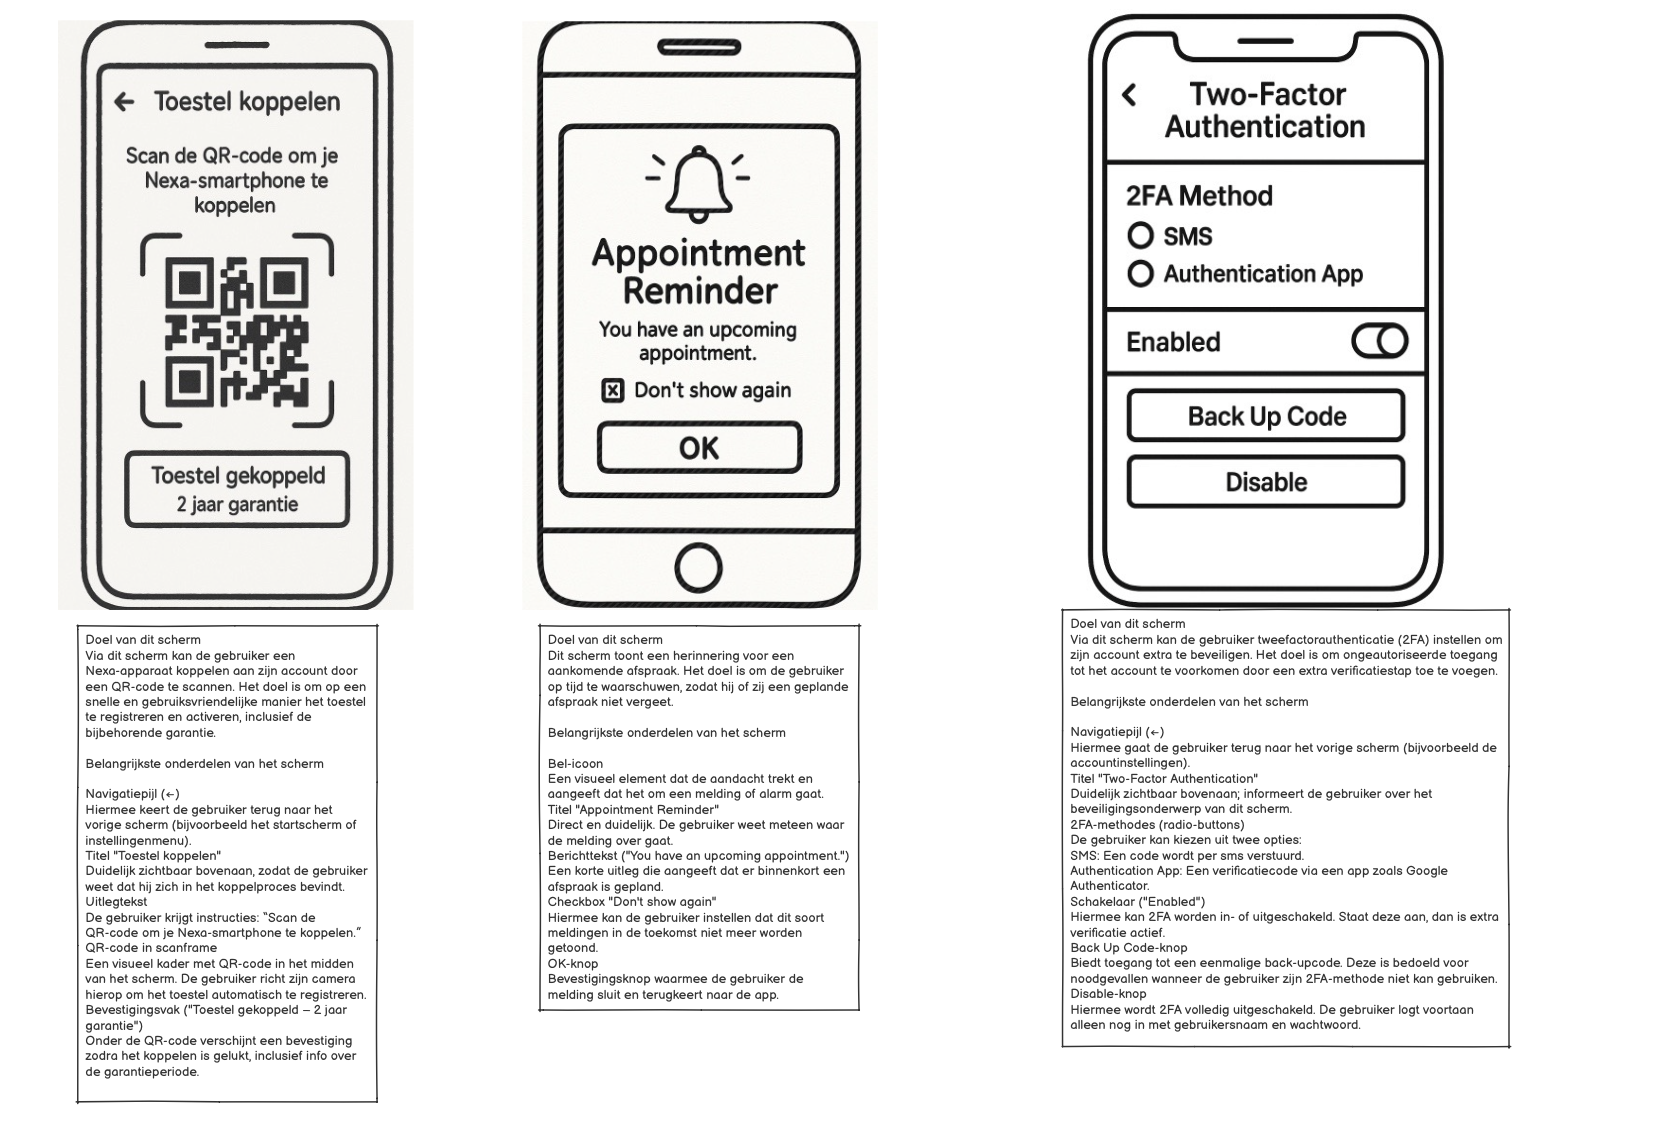 ← Toestel koppelen
Scan de QR-code om je
Nexa-smartphone te
koppelen
Toestel gekoppeld
2 jaar garantie
Doel van dit scherm
Via dit scherm kan de gebruiker een
Nexa-apparaat koppelen aan zijn account door
een QR-code te scannen. Het doel is om op een
snelle en gebruiksvriendelijke manier het toestel
te registreren en activeren, inclusief de
bijbehorende garantie.
Belangrijkste onderdelen van het scherm
Navigatiepijl (←)
Hiermee keert de gebruiker terug naar het
vorige scherm (bijvoorbeeld het startscherm of
instellingenmenu).
Titel "Toestel koppelen"
Duidelijk zichtbaar bovenaan, zodat de gebruiker
weet dat hij zich in het koppelproces bevindt.
Uitlegtekst
De gebruiker krijgt instructies: “Scan de
QR-code om je Nexa-smartphone te koppelen.”
QR-code in scanframe
Een visueel kader met QR-code in het midden
van het scherm. De gebruiker richt zijn camera
hierop om het toestel automatisch te registreren.
Bevestigingsvak ("Toestel gekoppeld – 2 jaar
garantie")
Onder de QR-code verschijnt een bevestiging
zodra het koppelen is gelukt, inclusief info over
de garantieperiode.
Appointment
Reminder
You have an upcoming
appointment.
Don't show again
OK
Doel van dit scherm
Dit scherm toont een herinnering voor een
aankomende afspraak. Het doel is om de gebruiker
op tijd te waarschuwen, zodat hij of zij een geplande
afspraak niet vergeet.
Belangrijkste onderdelen van het scherm
Bel-icoon
Een visueel element dat de aandacht trekt en
aangeeft dat het om een melding of alarm gaat.
Titel "Appointment Reminder"
Direct en duidelijk. De gebruiker weet meteen waar
de melding over gaat.
Berichttekst ("You have an upcoming appointment.")
Een korte uitleg die aangeeft dat er binnenkort een
afspraak is gepland.
Checkbox "Don't show again"
Hiermee kan de gebruiker instellen dat dit soort
meldingen in de toekomst niet meer worden
getoond.
OK-knop
Bevestigingsknop waarmee de gebruiker de
melding sluit en terugkeert naar de app.
Two-Factor
Authentication
2FA Method
SMS
Authentication App
Enabled
Back Up Code
Disable
Doel van dit scherm
Via dit scherm kan de gebruiker tweefactorauthenticatie (2FA) instellen om
zijn account extra te beveiligen. Het doel is om ongeautoriseerde toegang
tot het account te voorkomen door een extra verificatiestap toe te voegen.
Belangrijkste onderdelen van het scherm
Navigatiepijl (←)
Hiermee gaat de gebruiker terug naar het vorige scherm (bijvoorbeeld de
accountinstellingen).
Titel "Two-Factor Authentication"
Duidelijk zichtbaar bovenaan; informeert de gebruiker over het
beveiligingsonderwerp van dit scherm.
2FA-methodes (radio-buttons)
De gebruiker kan kiezen uit twee opties:
SMS: Een code wordt per sms verstuurd.
Authentication App: Een verificatiecode via een app zoals Google
Authenticator.
Schakelaar ("Enabled")
Hiermee kan 2FA worden in- of uitgeschakeld. Staat deze aan, dan is extra
verificatie actief.
Back Up Code-knop
Biedt toegang tot een eenmalige back-upcode. Deze is bedoeld voor
noodgevallen wanneer de gebruiker zijn 2FA-methode niet kan gebruiken.
Disable-knop
Hiermee wordt 2FA volledig uitgeschakeld. De gebruiker logt voortaan
alleen nog in met gebruikersnaam en wachtwoord.